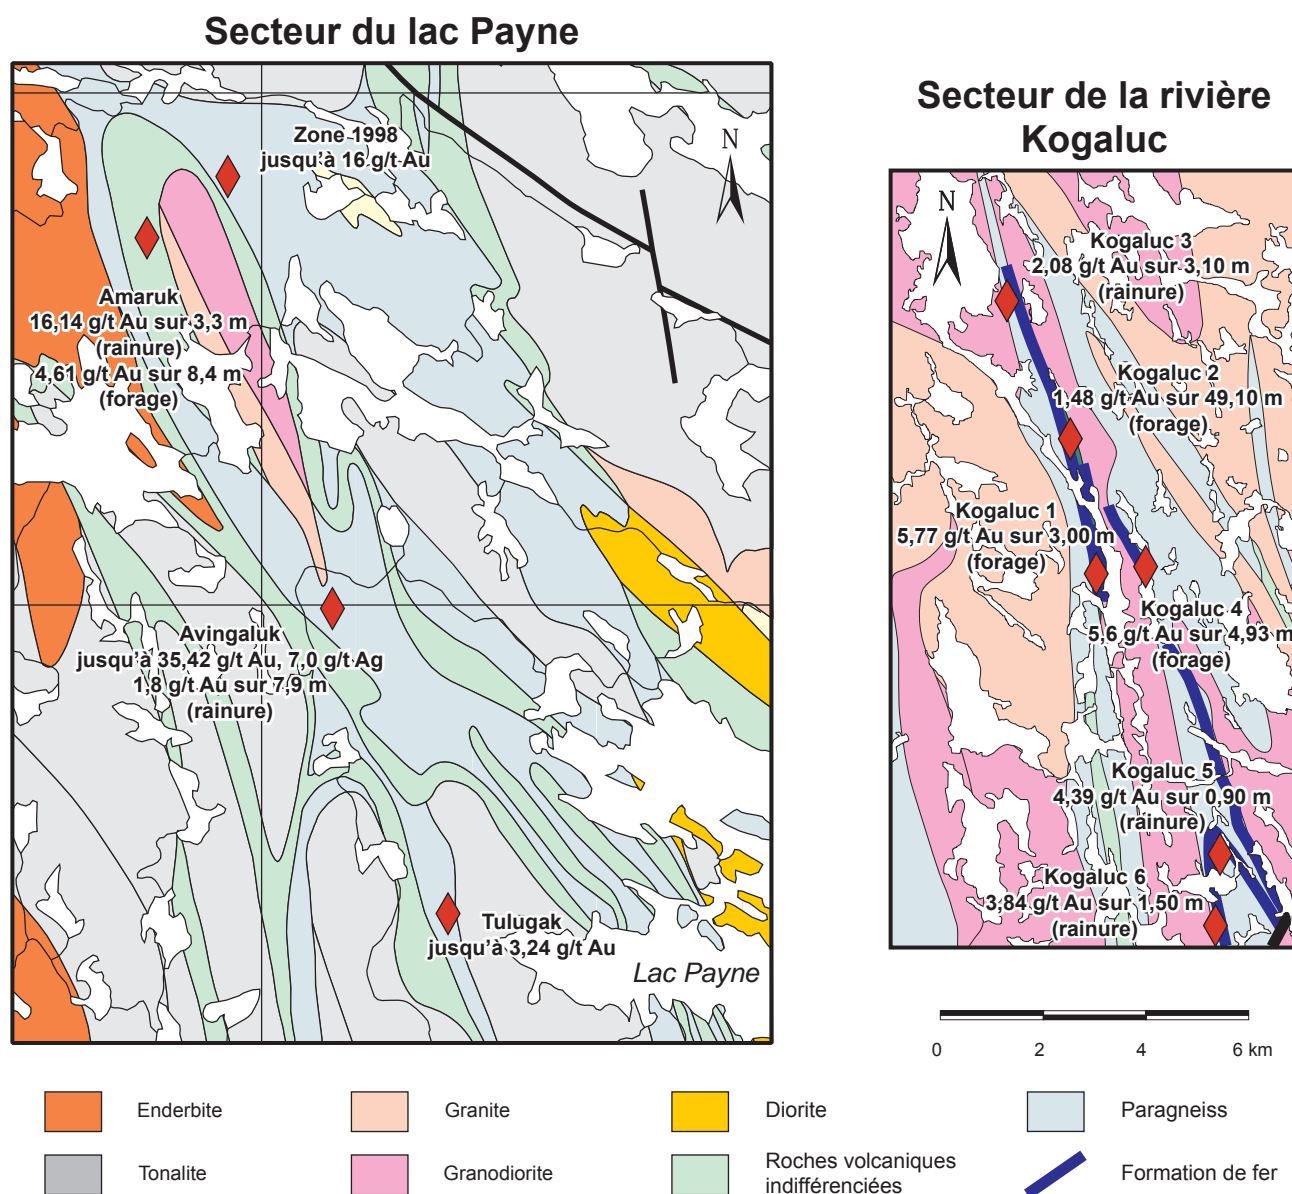 Secteur du lac Payne
Zone 1998
jusqu'à 16 g/t Au
N
Amaruk
16,14 g/t Au sur 3,3 m
(rainure)
4,61 g/t Au sur 8,4 m
(forage)
Avingaluk
jusqu'à 35,42 g/t Au, 7,0 g/t Ag
1,8 g/t Au sur 7,9 m
(rainure)
Tulugak
jusqu'à 3,24 g/t Au
Lac Payne
Secteur de la rivière
Kogaluc
N
Kogaluc 3
2,08 g/t Au sur 3,10 m
(rainure)
Kogaluc 2
1,48 g/t Au sur 49,10 m
(forage)
Kogaluc 1
5,77 g/t Au sur 3,00 m
(forage)
Kogaluc 4
5,6 g/t Au sur 4,93 m
(forage)
Kogaluc 5
4,39 g/t Au sur 0,90 m
(rainure)
Kogaluc 6
3,84 g/t Au sur 1,50 m
(rainure)
0 2 4 6 km
Enderbite
Granite
Diorite
Paragneiss
Tonalite
Granodiorite
Roches volcaniques
indifférenciées
Formation de fer